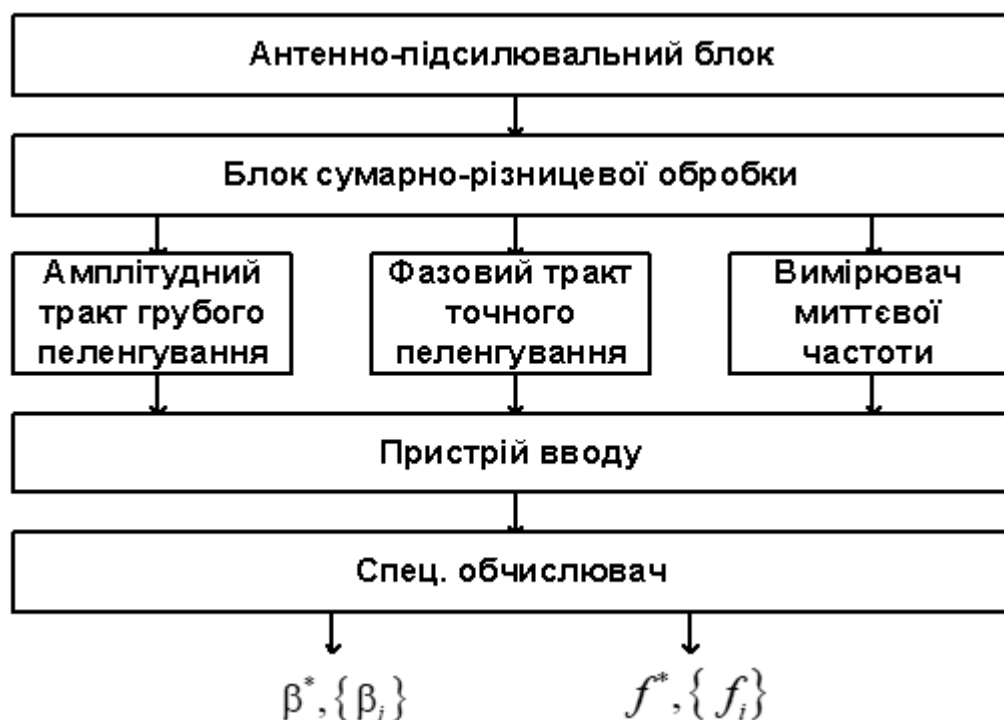 Антенно-підсилювальний блок
Блок сумарно-різницевої обробки
Амплітудний
тракт грубого
пеленгування
Фазовий тракт
точного
пеленгування
Вимірювач
миттєвої
частоти
Пристрій вводу
Спец. обчислювач
β*,{βᵢ}
f*,{fᵢ}